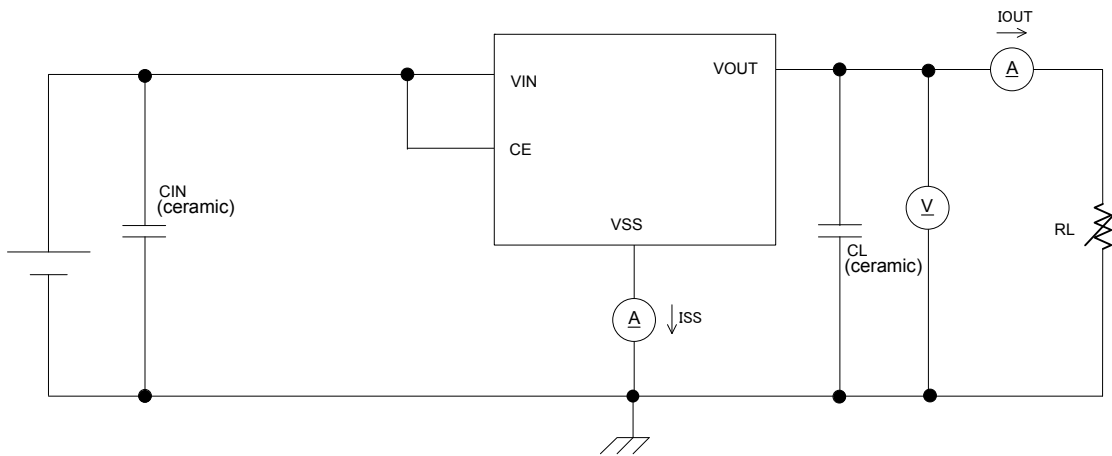 IOUT
A
VIN
VOUT
CE
CIN
(ceramic)
VSS
V
RL
CL
(ceramic)
A
ISS